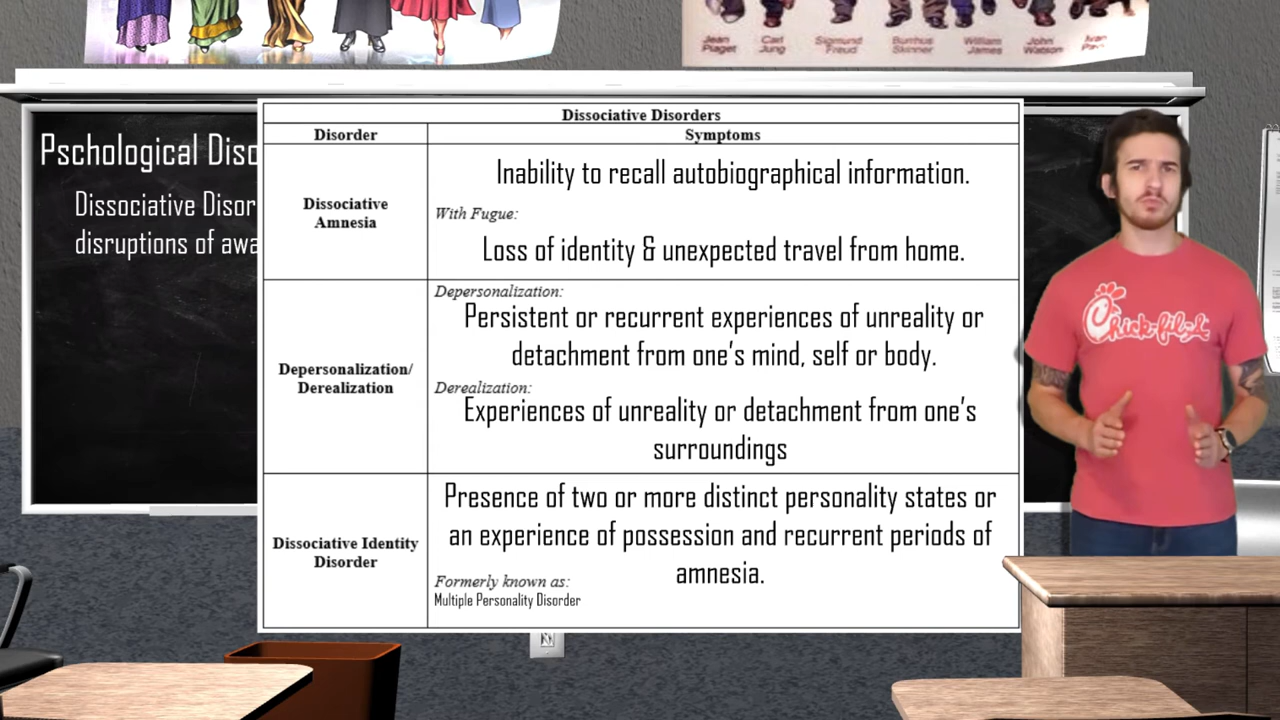 Jean Carl Sigmund Burrhus William John Ivan
Piaget Jung Freud Skinner James Watson
Pschological
Dissociative
disruptions of
Dissociative Disorders
Disorder Symptoms
Dissociative
Amnesia
Inability to recall autobiographical information.
With Fugue:
Loss of identity & unexpected travel from home.
Depersonalization/
Derealization
Depersonalization:
Persistent or recurrent experiences of unreality or
detachment from one's mind, self or body.
Derealization:
Experiences of unreality or detachment from one's
surroundings
Dissociative Identity
Disorder
Presence of two or more distinct personality states or
an experience of possession and recurrent periods of
amnesia.
Formerly known as:
Multiple Personality Disorder
Chick-fil-A